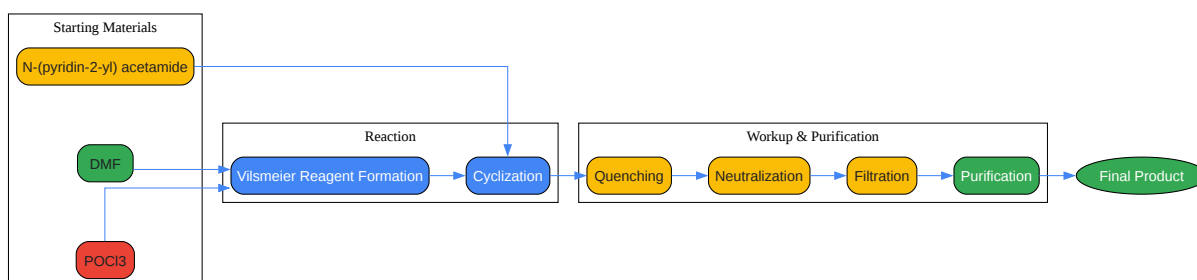 Starting Materials
N-(pyridin-2-yl) acetamide
DMF
POCl3
Reaction
Vilsmeier Reagent Formation
Cyclization
Workup & Purification
Quenching
Neutralization
Filtration
Purification
Final Product